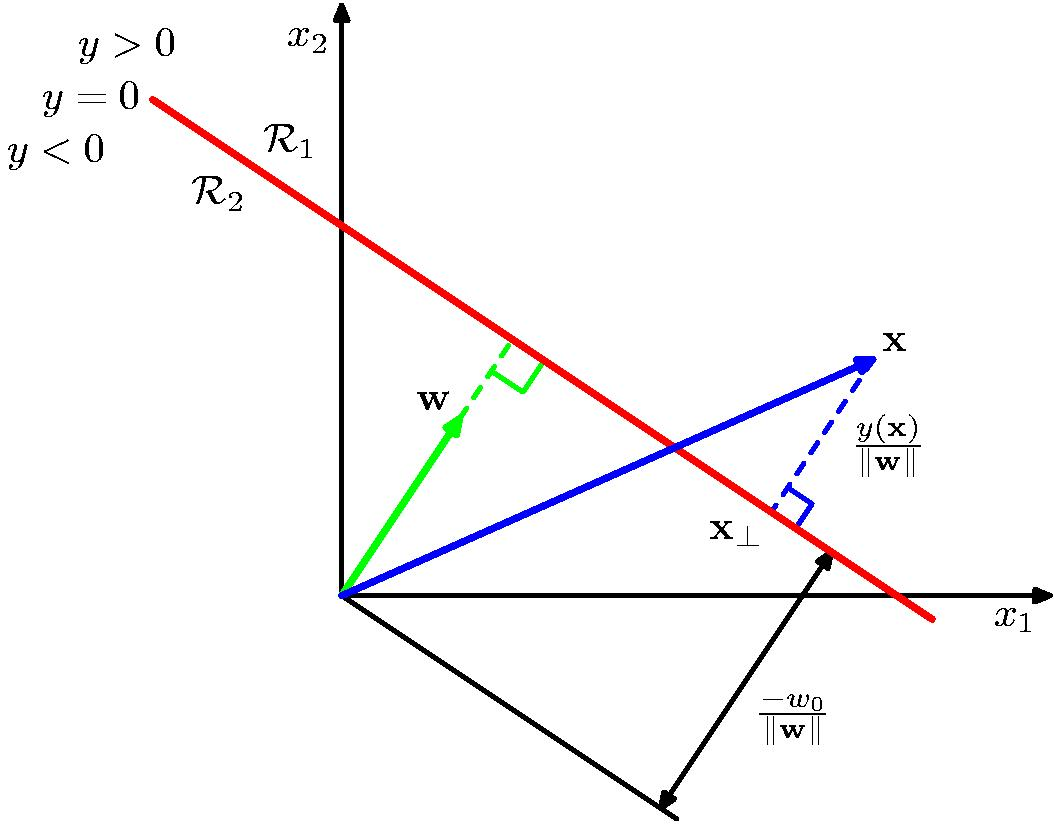 y > 0
x₂
y = 0
y < 0
ℛ₁
ℛ₂
x
w
y(x)
‖w‖
x⊥
x₁
−w₀
‖w‖